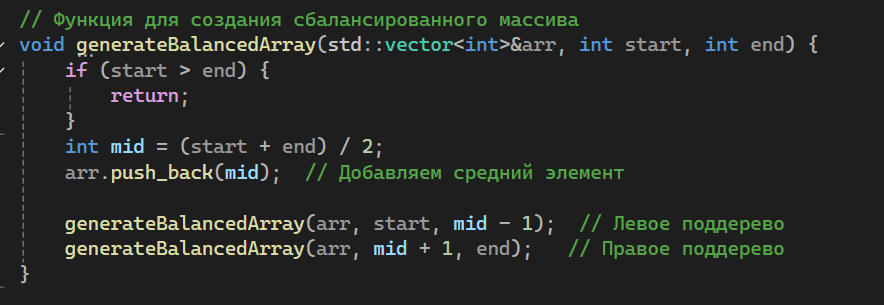 // Функция для создания сбалансированного массива
void generateBalancedArray(std::vector<int>&arr, int start, int end) {
    if (start > end) {
        return;
    }
    int mid = (start + end) / 2;
    arr.push_back(mid);  // Добавляем средний элемент

    generateBalancedArray(arr, start, mid - 1);  // Левое поддерево
    generateBalancedArray(arr, mid + 1, end);   // Правое поддерево
}